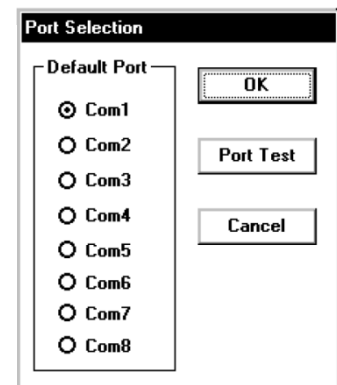 Port Selection
Default Port
Com1
Com2
Com3
Com4
Com5
Com6
Com7
Com8
OK
Port Test
Cancel